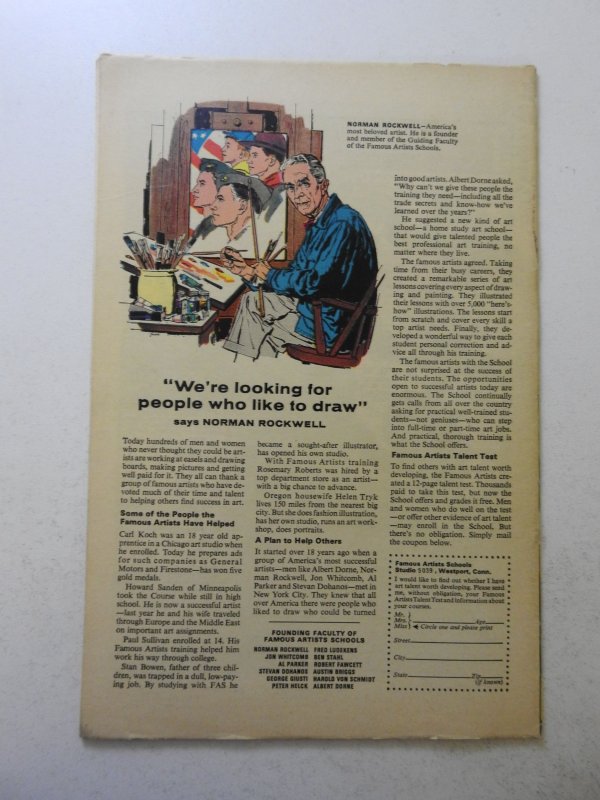 NORMAN ROCKWELL—America's
most beloved artist. He is a founder
and member of the Guiding Faculty
of the Famous Artists Schools.
"We're looking for
people who like to draw"
says NORMAN ROCKWELL
Today hundreds of men and women
who never thought they could be art-
ists are working at easels and drawing
boards, making pictures and getting
well paid for it. They all can thank a
group of famous artists who have de-
voted much of their time and talent
to helping others find success in art.
Some of the People the
Famous Artists Have Helped
Carl Koch was an 18 year old ap-
prentice in a Chicago art studio when
he enrolled. Today he prepares ads
for such companies as General
Motors and Firestone—has won five
gold medals.
Howard Sanden of Minneapolis
took the Course while still in high
school. He is now a successful artist
—last year he and his wife traveled
through Europe and the Middle East
on important art assignments.
Paul Sullivan enrolled at 14. His
Famous Artists training helped him
work his way through college.
Stan Bowen, father of three chil-
dren, was trapped in a dull, low-pay-
ing job. By studying with FAS he
became a sought-after illustrator,
has opened his own studio.
With Famous Artists training
Rosemary Roberts was hired by a
top department store as an artist—
with a big chance to advance.
Oregon housewife Helen Tryk
lives 150 miles from the nearest big
city. But she does fashion illustration,
has her own studio, runs an art work-
shop, does portraits.
A Plan to Help Others
It started over 18 years ago when a
group of America's most successful
artists—men like Albert Dorne, Nor-
man Rockwell, Jon Whitcomb, Al
Parker and Stevan Dohanos—met in
New York City. They knew that all
over America there were people who
liked to draw who could be turned
FOUNDING FACULTY OF
FAMOUS ARTISTS SCHOOLS
NORMAN ROCKWELL FRED LUDEKENS
JON WHITCOMB BEN STAHL
AL PARKER ROBERT FAWCETT
STEVAN DOHANOS AUSTIN BRIGGS
GEORGE GIUSTI HAROLD VON SCHMIDT
PETER HELCK ALBERT DORNE
into good artists. Albert Dorne asked,
"Why can't we give these people the
training they need—including all the
trade secrets and know-how we've
learned over the years?"
He suggested a new kind of art
school—a home study art school—
that would give talented people the
best professional art training, no
matter where they live.
The famous artists agreed. Taking
time from their busy careers, they
created a remarkable series of art
lessons covering every aspect of draw-
ing and painting. They illustrated
their lessons with over 5,000 "here's-
how" illustrations. The lessons start
from scratch and cover every skill a
top artist needs. Finally, they de-
veloped a wonderful way to give each
student personal correction and ad-
vice all through his training.
The famous artists with the School
are not surprised at the success of
their students. The opportunities
open to successful artists today are
enormous. The School continually
gets calls from all over the country
asking for practical well-trained stu-
dents—not geniuses—who can step
into full-time or part-time art jobs.
And practical, thorough training is
what the School offers.
Famous Artists Talent Test
To find others with art talent worth
developing, the Famous Artists cre-
ated a 12-page talent test. Thousands
paid to take this test, but now the
School offers and grades it free. Men
and women who do well on the test
—or offer other evidence of art talent
—may enroll in the School. But
there's no obligation. Simply mail
the coupon below.
Famous Artists Schools
Studio 5039, Westport, Conn.
I would like to find out whether I have
art talent worth developing. Please send
me, without obligation, your Famous
Artists Talent Test and information about
your courses.
Mr.
Mrs. Age
Miss Circle one and please print
Street
City
State Zip
(if known)